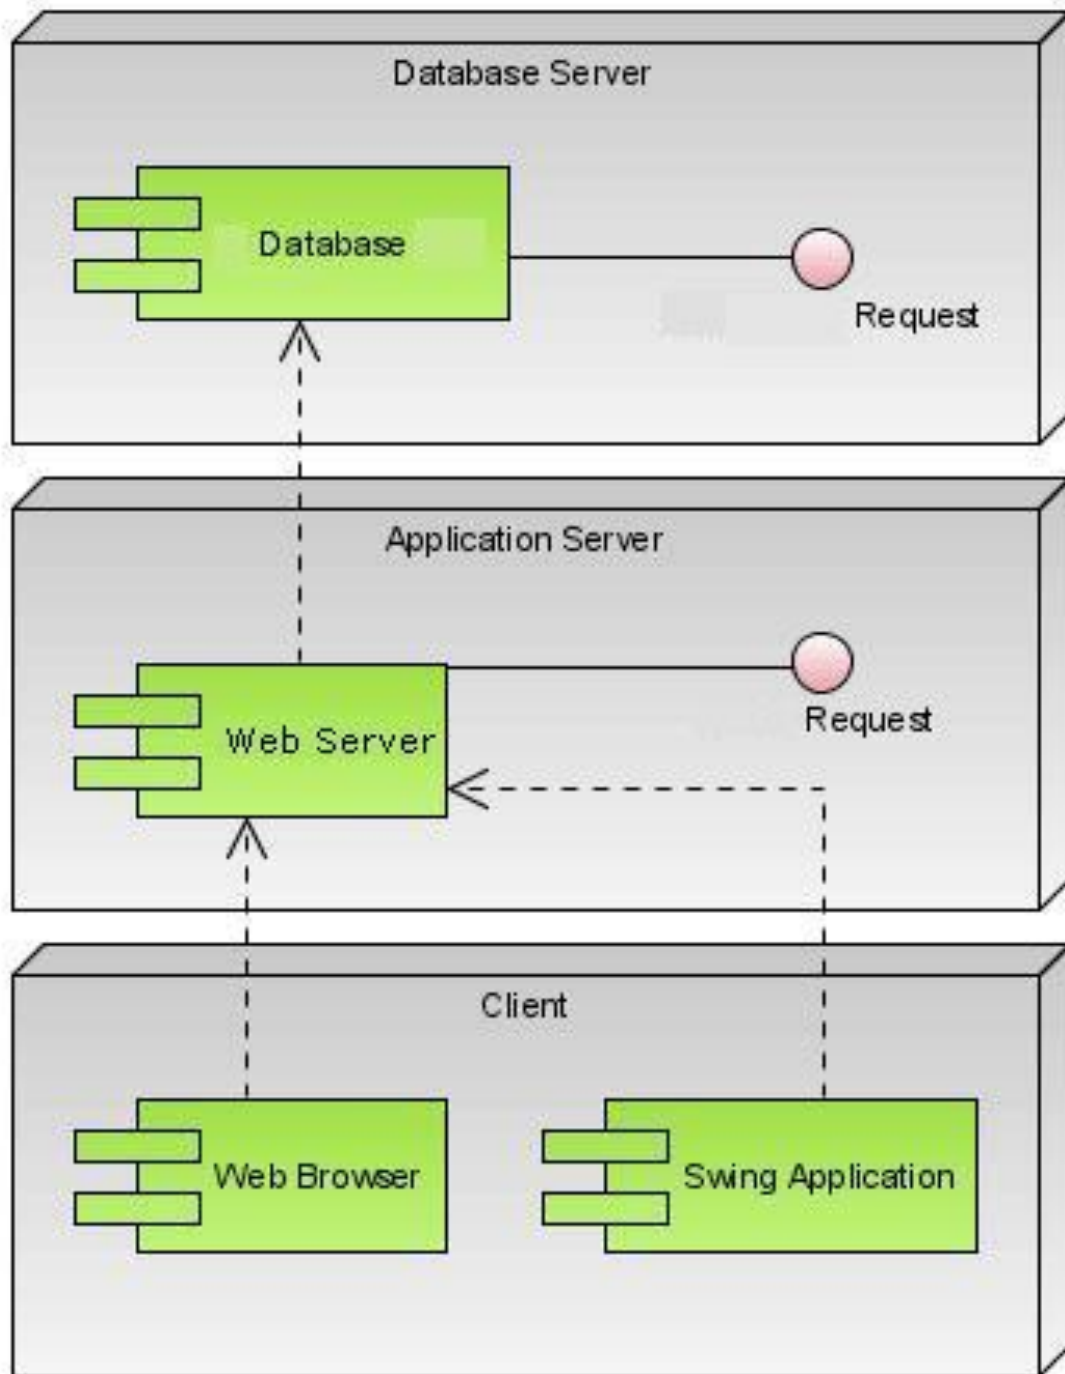 Database Server
Database
Request
Application Server
Request
Web Server
Client
Web Browser
Swing Application